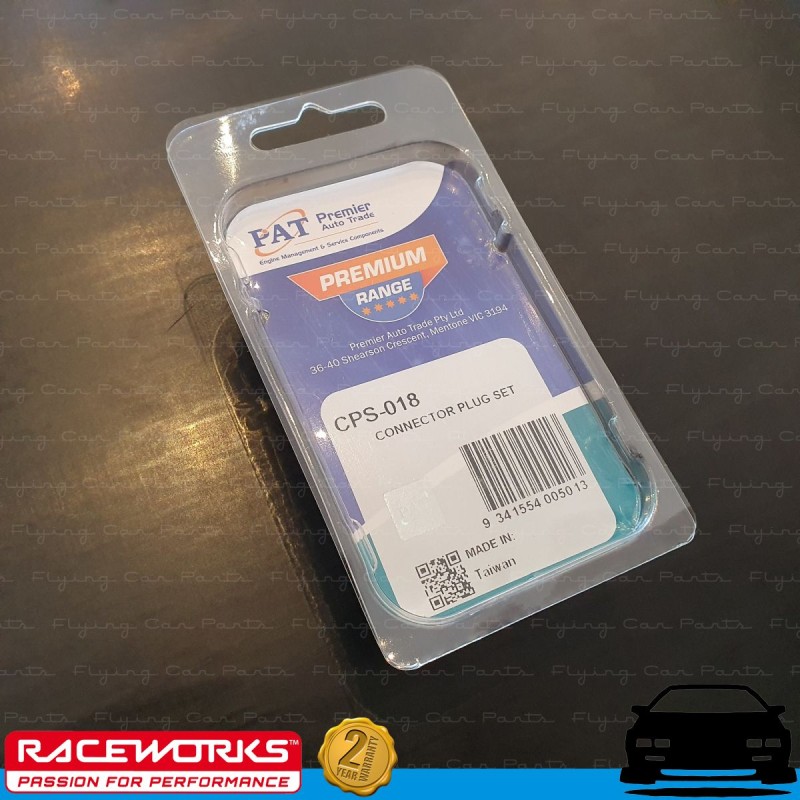 Flying Car Parts
PAT Premier
Auto Trade
Engine Management & Service Components
PREMIUM
RANGE
Premier Auto Trade Pty Ltd
36-40 Shearson Crescent, Mentone VIC 3194
CPS-018
CONNECTOR PLUG SET
9 341554 005013
MADE IN:
Taiwan
RACEWORKS™
PASSION FOR PERFORMANCE
2
YEAR
WARRANTY